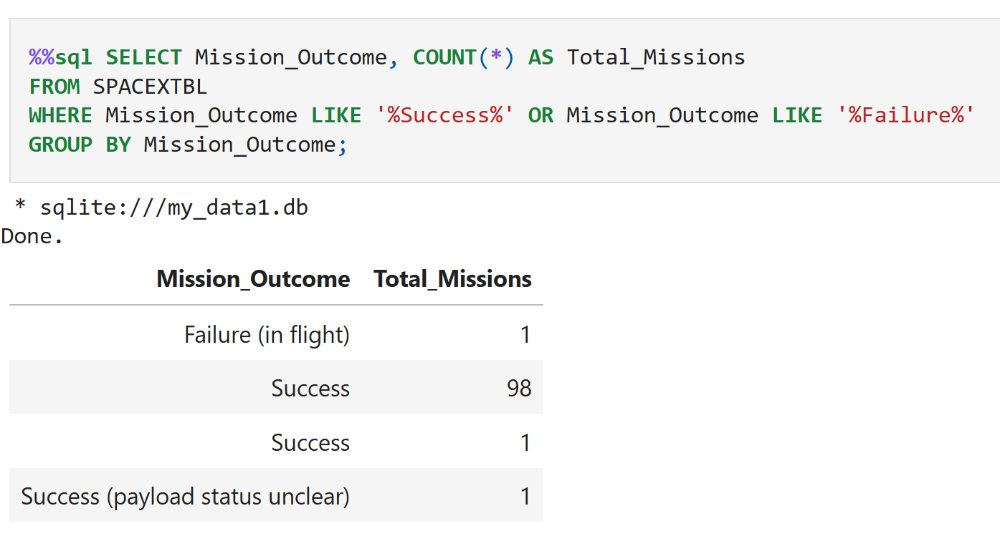 %%sql SELECT Mission_Outcome, COUNT(*) AS Total_Missions
FROM SPACEXTBL
WHERE Mission_Outcome LIKE '%Success%' OR Mission_Outcome LIKE '%Failure%'
GROUP BY Mission_Outcome;
* sqlite:///my_data1.db
Done.
Mission_Outcome Total_Missions
Failure (in flight) 1
Success 98
Success 1
Success (payload status unclear) 1